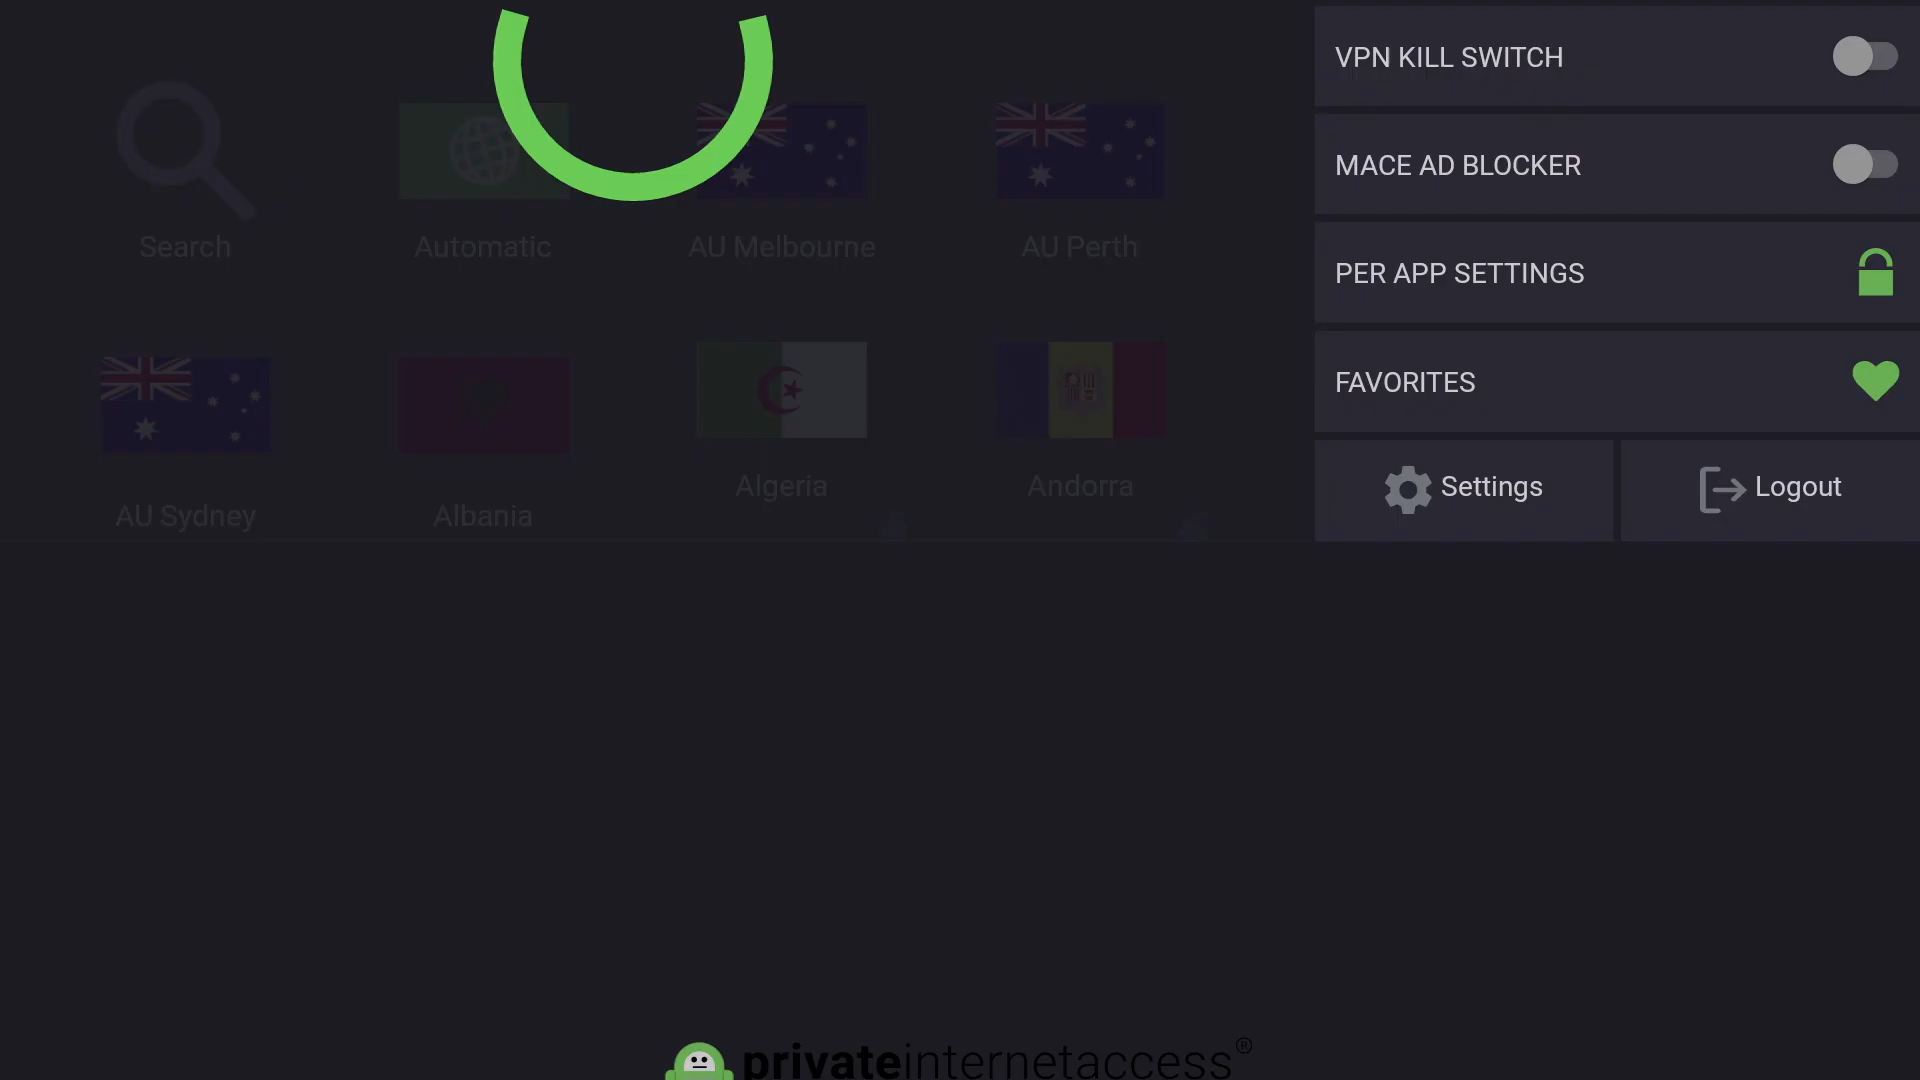 VPN KILL SWITCH
MACE AD BLOCKER
PER APP SETTINGS
FAVORITES
Settings
Logout
Search
Automatic
AU Melbourne
AU Perth
AU Sydney
Albania
Algeria
Andorra
privateinternetaccess®